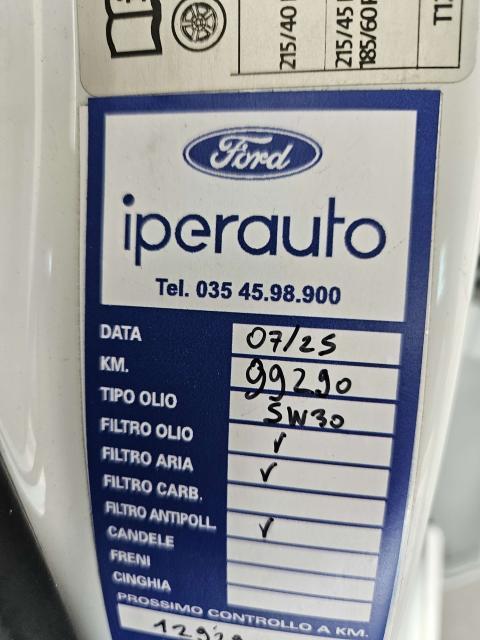 215/40
215/45
185/60 R
T12
Ford
iperauto
Tel. 035 45.98.900
DATA 07/25
KM. 99290
TIPO OLIO 5W30
FILTRO OLIO ✓
FILTRO ARIA ✓
FILTRO CARB.
FILTRO ANTIPOLL. ✓
CANDELE
FRENI
CINGHIA
PROSSIMO CONTROLLO A KM.